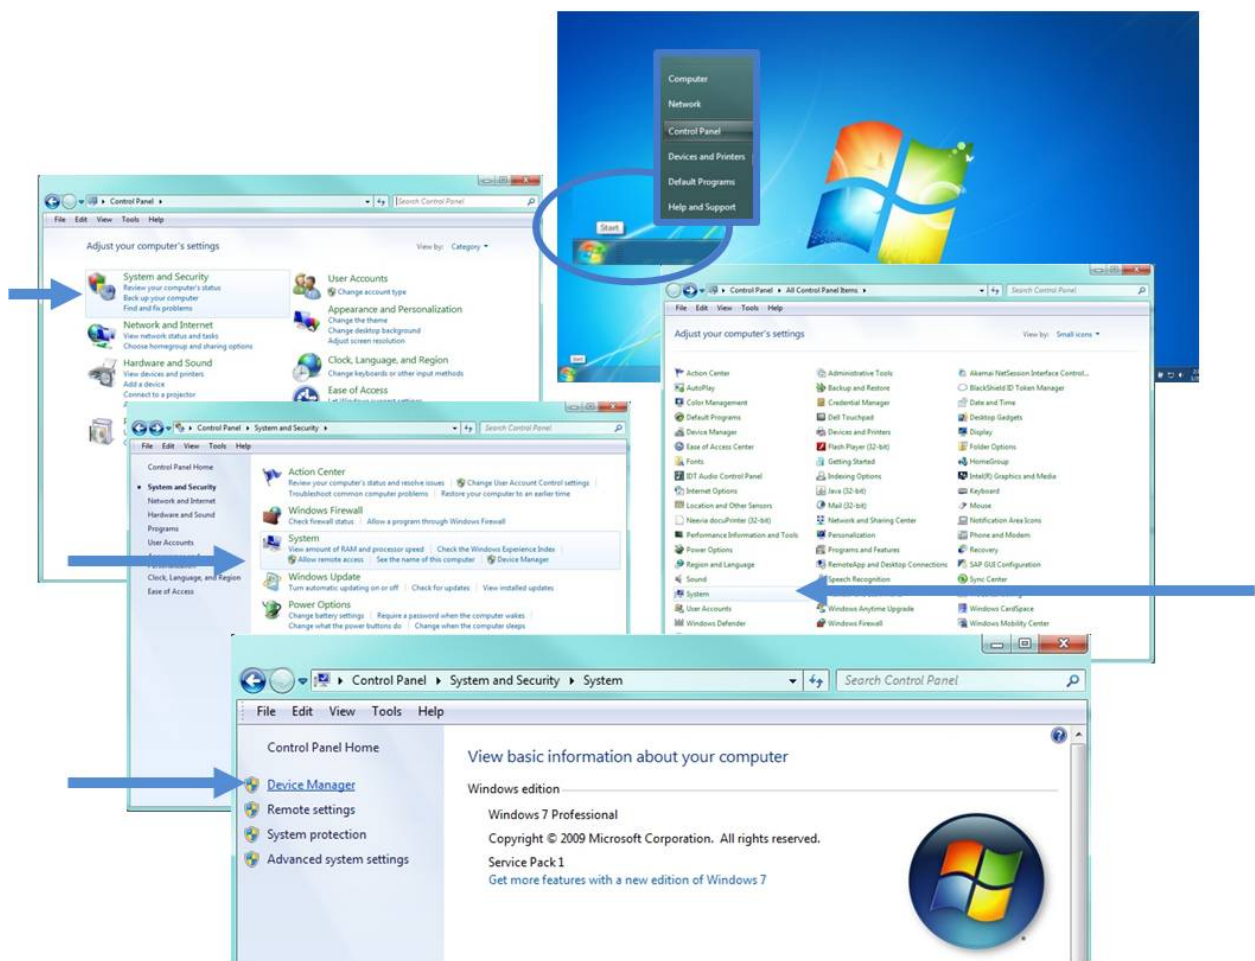 Computer
Network
Control Panel
Devices and Printers
Default Programs
Help and Support
Start
Start
Control Panel
Search Control Panel
File Edit View Tools Help
Adjust your computer's settings
View by: Category
System and Security
Review your computer's status
Back up your computer
Find and fix problems
Network and Internet
View network status and tasks
Choose homegroup and sharing options
Hardware and Sound
View devices and printers
Add a device
Connect to a projector
User Accounts
Change account type
Appearance and Personalization
Change the theme
Change desktop background
Adjust screen resolution
Clock, Language, and Region
Change keyboards or other input methods
Ease of Access
Control Panel All Control Panel Items
Search Control Panel
File Edit View Tools Help
Adjust your computer's settings
View by: Small icons
Action Center Administrative Tools Akamai NetSession Interface Control...
AutoPlay Backup and Restore BlackShield ID Token Manager
Color Management Credential Manager Date and Time
Default Programs Dell Touchpad Desktop Gadgets
Device Manager Devices and Printers Display
Ease of Access Center Flash Player (32-bit) Folder Options
Fonts Getting Started HomeGroup
IDT Audio Control Panel Indexing Options Intel(R) Graphics and Media
Internet Options Java (32-bit) Keyboard
Location and Other Sensors Mail (32-bit) Mouse
Neevia docuPrinter (32-bit) Network and Sharing Center Notification Area Icons
Performance Information and Tools Personalization Phone and Modem
Power Options Programs and Features Recovery
Region and Language RemoteApp and Desktop Connections SAP GUI Configuration
Sound Speech Recognition Sync Center
System
User Accounts Windows Anytime Upgrade Windows CardSpace
Windows Defender Windows Firewall Windows Mobility Center
Control Panel System and Security
Search Control Panel
File Edit View Tools Help
Control Panel Home
System and Security
Network and Internet
Hardware and Sound
Programs
User Accounts
Clock, Language, and Region
Ease of Access
Action Center
Review your computer's status and resolve issues Change User Account Control settings
Troubleshoot common computer problems Restore your computer to an earlier time
Windows Firewall
Check firewall status Allow a program through Windows Firewall
System
View amount of RAM and processor speed Check the Windows Experience Index
Allow remote access See the name of this computer Device Manager
Windows Update
Turn automatic updating on or off Check for updates View installed updates
Power Options
Change battery settings Require a password when the computer wakes
Change what the power buttons do Change when the computer sleeps
Control Panel System and Security System
Search Control Panel
File Edit View Tools Help
Control Panel Home
Device Manager
Remote settings
System protection
Advanced system settings
View basic information about your computer
Windows edition
Windows 7 Professional
Copyright © 2009 Microsoft Corporation. All rights reserved.
Service Pack 1
Get more features with a new edition of Windows 7